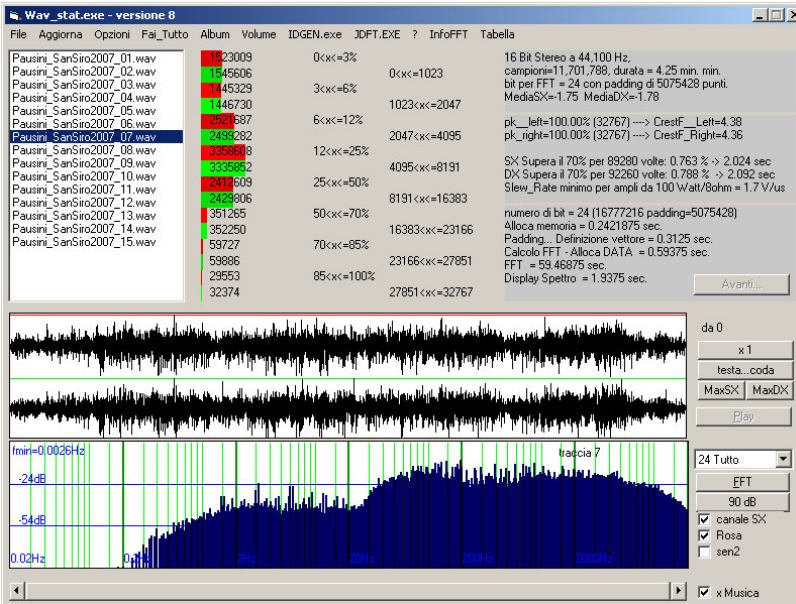 Wav_stat.exe - versione 8
File Aggiorna Opzioni Fai_Tutto Album Volume IDGEN.exe JDFT.EXE ? InfoFFT Tabella
Pausini_SanSiro2007_01.wav
Pausini_SanSiro2007_02.wav
Pausini_SanSiro2007_03.wav
Pausini_SanSiro2007_04.wav
Pausini_SanSiro2007_05.wav
Pausini_SanSiro2007_06.wav
Pausini_SanSiro2007_07.wav
Pausini_SanSiro2007_08.wav
Pausini_SanSiro2007_09.wav
Pausini_SanSiro2007_10.wav
Pausini_SanSiro2007_11.wav
Pausini_SanSiro2007_12.wav
Pausini_SanSiro2007_13.wav
Pausini_SanSiro2007_14.wav
Pausini_SanSiro2007_15.wav
1523009 0<x<=3%
1545606 0<x<=1023
1445329 3<x<=6%
1446730 1023<x<=2047
2521687 6<x<=12%
2499282 2047<x<=4095
3358608 12<x<=25%
3335852 4095<x<=8191
2412609 25<x<=50%
2429806 8191<x<=16383
351265 50<x<=70%
352250 16383<x<=23166
59727 70<x<=85%
59886 23166<x<=27851
29553 85<x<=100%
32374 27851<x<=32767
16 Bit Stereo a 44,100 Hz,
campioni=11,701,788, durata = 4.25 min. min.
bit per FFT = 24 con padding di 5075428 punti.
MediaSX=-1.75 MediaDX=-1.78
pk__left=100.00% (32767) ----> CrestF__Left=4.38
pk_right=100.00% (32767) ----> CrestF_Right=4.36
SX Supera il 70% per 89280 volte: 0.763 % -> 2.024 sec
DX Supera il 70% per 92260 volte: 0.788 % -> 2.092 sec
Slew_Rate minimo per ampli da 100 Watt/8ohm = 1.7 V/us
numero di bit = 24 (16777216 padding=5075428)
Alloca memoria = 0.2421875 sec.
Padding... Definizione vettore = 0.3125 sec.
Calcolo FFT - Alloca DATA = 0.59375 sec.
FFT = 59.46875 sec.
Display Spettro = 1.9375 sec.
Avanti...
da 0
x 1
testa...coda
MaxSX MaxDX
Play
fmin=0.0026Hz
traccia 7
-24dB
-54dB
0.02Hz 2Hz 200Hz 2000Hz
24 Tutto
FFT
90 dB
canale SX
Rosa
sen2
x Musica